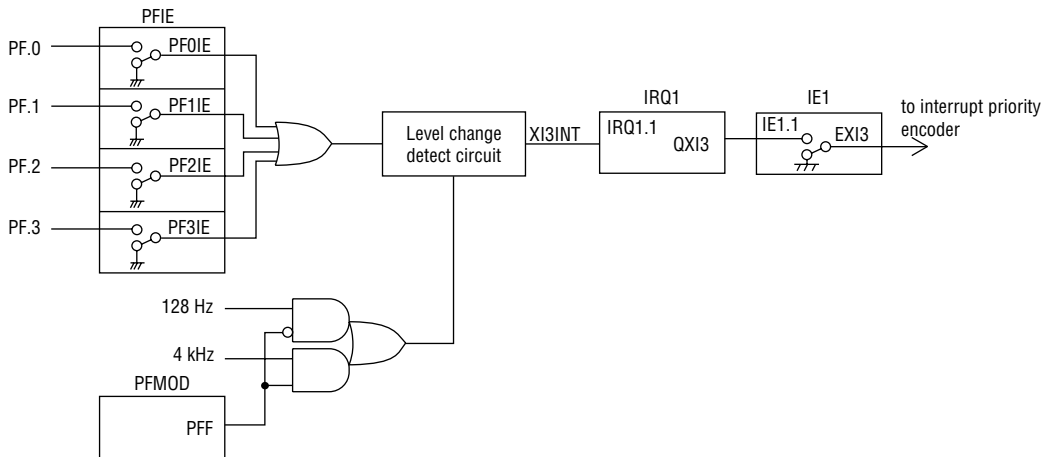 PFIE
PF.0
PF0IE
PF.1
PF1IE
PF.2
PF2IE
PF.3
PF3IE
Level change
detect circuit
XI3INT
IRQ1
IRQ1.1
QXI3
IE1
IE1.1
EXI3
to interrupt priority
encoder
128 Hz
4 kHz
PFMOD
PFF